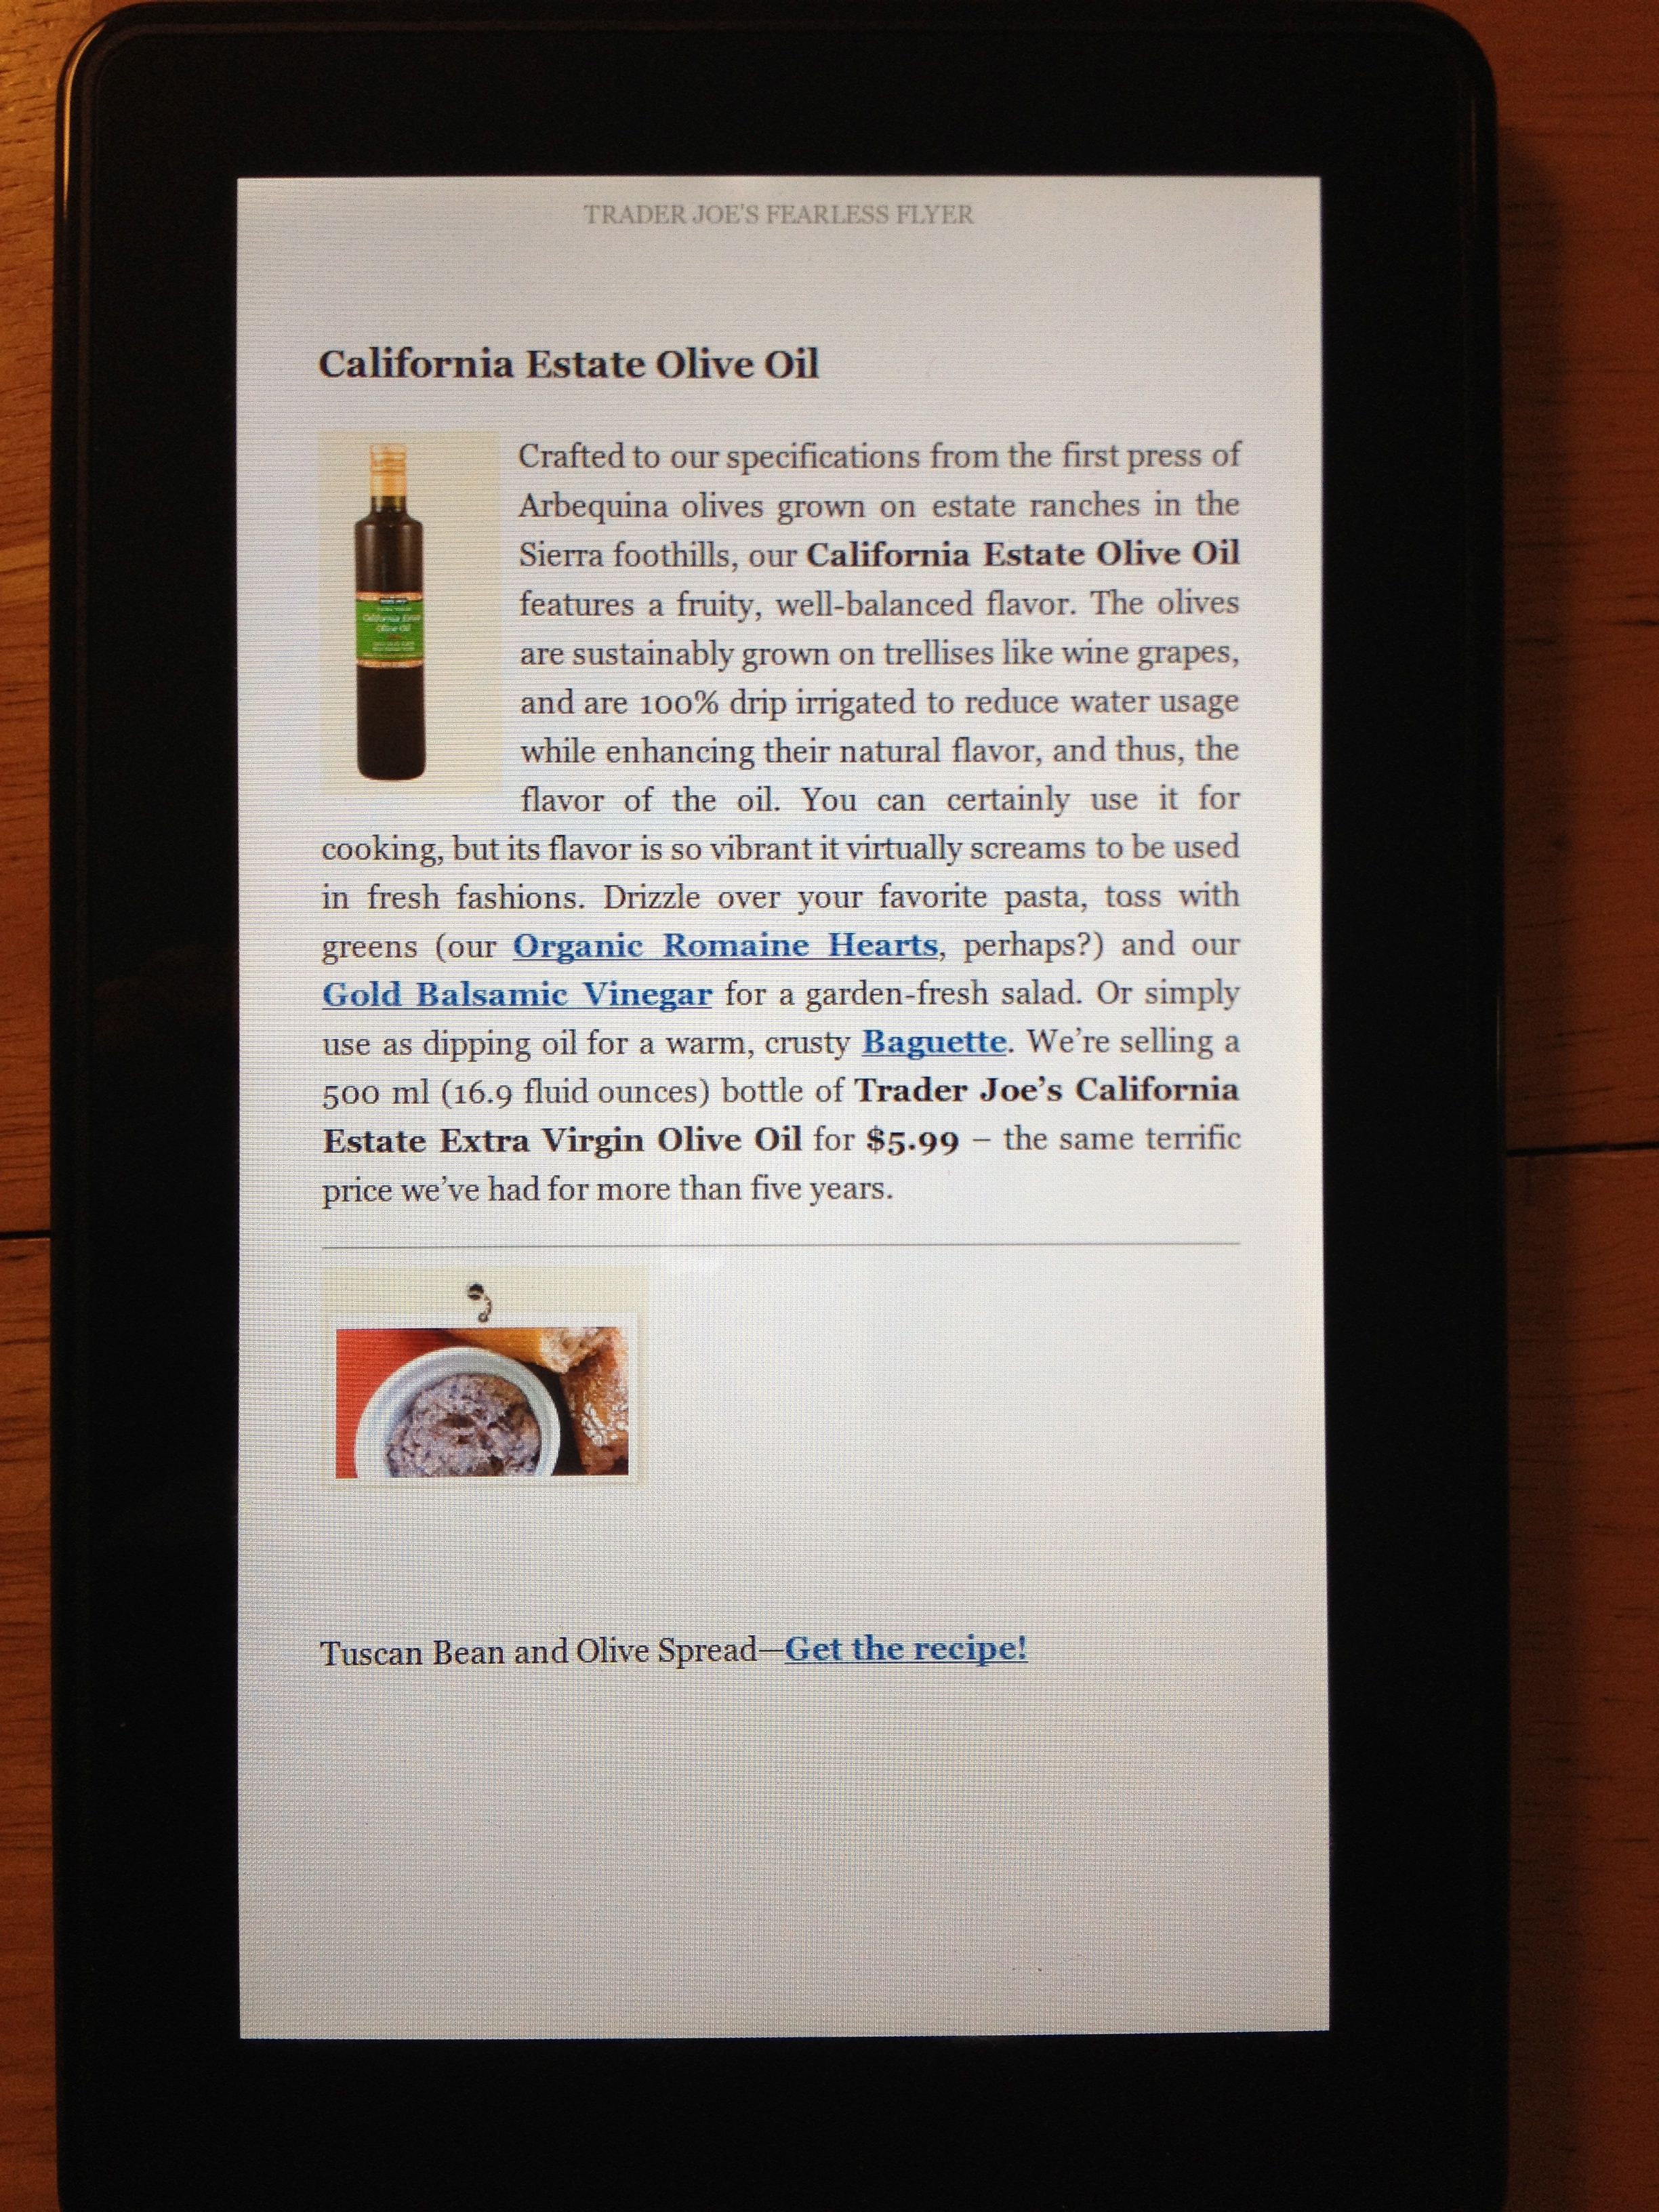 TRADER JOE'S FEARLESS FLYER
California Estate Olive Oil
Crafted to our specifications from the first press of
Arbequina olives grown on estate ranches in the
Sierra foothills, our California Estate Olive Oil
features a fruity, well-balanced flavor. The olives
are sustainably grown on trellises like wine grapes,
and are 100% drip irrigated to reduce water usage
while enhancing their natural flavor, and thus, the
flavor of the oil. You can certainly use it for
cooking, but its flavor is so vibrant it virtually screams to be used
in fresh fashions. Drizzle over your favorite pasta, toss with
greens (our Organic Romaine Hearts, perhaps?) and our
Gold Balsamic Vinegar for a garden-fresh salad. Or simply
use as dipping oil for a warm, crusty Baguette. We're selling a
500 ml (16.9 fluid ounces) bottle of Trader Joe's California
Estate Extra Virgin Olive Oil for $5.99 – the same terrific
price we've had for more than five years.
California Estate
Olive Oil
Tuscan Bean and Olive Spread—Get the recipe!